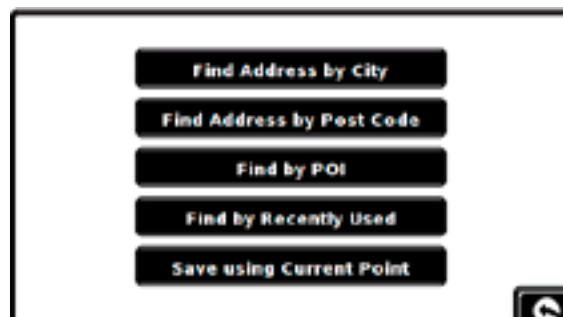 Find Address by City
Find Address by Post Code
Find by POI
Find by Recently Used
Save using Current Point